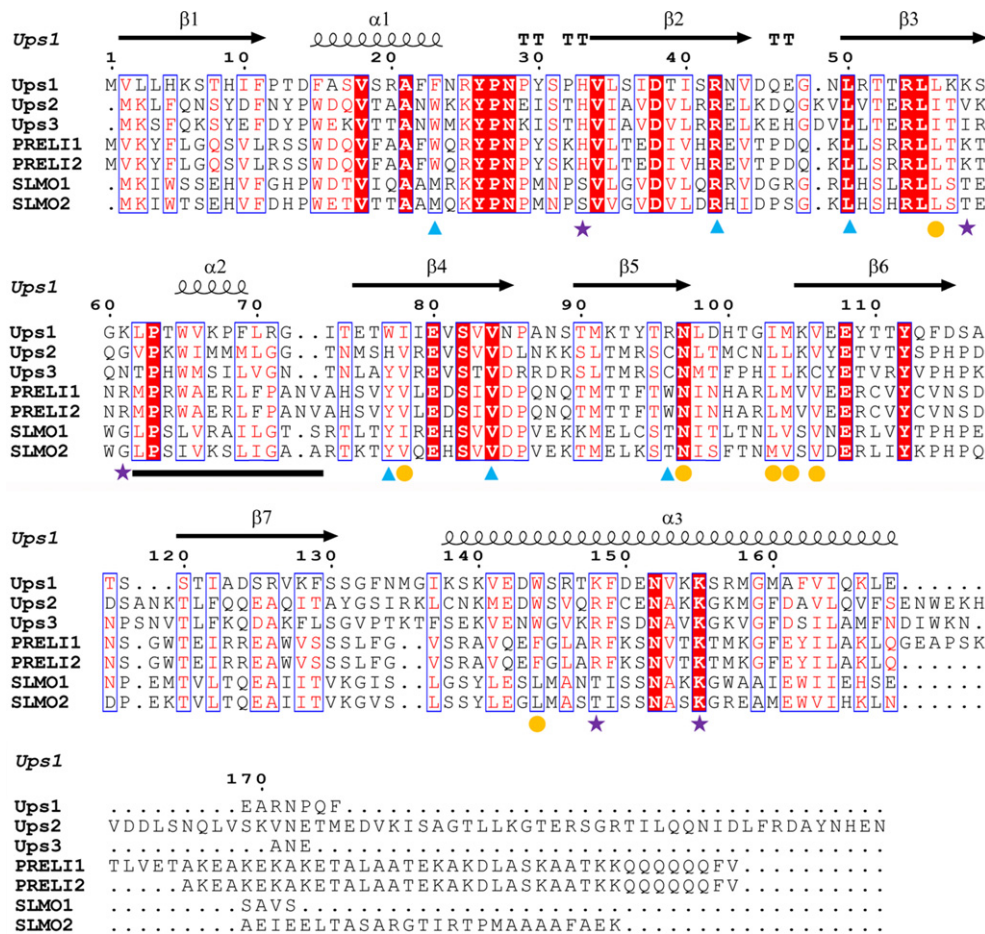 Ups1 β1 α1 TT TT β2 TT β3
1 10 20 30 40 50
Ups1 MVLLHKSTHIFPTDFASVSRAFFNRYPNPYSPHVLSIDTISRNVDQEG.NLRTTRLLKKS
Ups2 .MKLFQNSYDFNYPWDQVTAANWKKYPNEISTHVIAVDVLRRELKDQGKVLVTERLITVK
Ups3 .MKSFQKSYEFDYPWEKVTTANWMKYPNKISTHVIAVDVLRRELKEHGDVLLTERLITIR
PRELI1 MVKYFLGQSVLRSSWDQVFAAFWQRYPNPYSKHVLTEDIVHREVTPDQ.KLLSRRLLTKT
PRELI2 MVKYFLGQSVLRSSWDQVFAAFWQRYPNPYSKHVLTEDIVHREVTPDQ.KLLSRRLLTKT
SLMO1 .MKIWSSEHVFGHPWDTVIQAAMRKYPNPMNPSVLGVDVLQRRVDGRG.RLHSLRLLSTE
SLMO2 .MKIWTSEHVFDHPWETVTTAAMQKYPNPMNPSVVGVDVLDRHIDPSG.KLHSHRLLSTE
Ups1 α2 β4 β5 β6
60 70 80 90 100 110
Ups1 GKLPTWVKPFLRG..ITETWIIEVSVVNPANSTMKTYTRNLDHTGIMKVEEYTTYQFDSA
Ups2 QGVPKWIMMMLGG..TNMSHVREVSVVDLNKKSLTMRSCNLTMCNLLKVYETVTYSPHPD
Ups3 QNTPHWMSILVGN..TNLAYVREVSTVDRRDRSLTMRSCNMTFPHILKCYETVRYVPHPK
PRELI1 NRMPRWAERLFPANVAHSVYVLEDSIVDPQNQTMTTFTWNINHARLMVVEERCVYCVNSD
PRELI2 NRMPRWAERLFPANVAHSVYVLEDSIVDPQNQTMTTFTWNINHARLMVVEERCVYCVNSD
SLMO1 WGLPSLVRAILGT.SRTLTYIREHSVVDPVEKKMELCSTNITLTNLVSVNERLVYTPHPE
SLMO2 WGLPSIVKSLIGA.ARTKTYVQEHSVVDPVEKTMELKSTNISFTNMVSVDERLIYKPHPQ
Ups1 β7 α3
120 130 140 150 160
Ups1 TS...STIADSRVKFSSGFNMGIKSKVEDWSRTKFDENVKKSRMGMAFVIQKLE......
Ups2 DSANKTLFQQEAQITAYGSIRKLCNKMEDWSVQRFCENAKKGKMGFDAVLQVFSENWEKH
Ups3 NPSNVTLFKQDAKFLSGVPTKTFSEKVENWGVKRFSDNAVKGKVGFDSILAMFNDIWKN.
PRELI1 NS.GWTEIRREAWVSSSLFG..VSRAVQEFGLARFKSNVTKTMKGFEYILAKLQGEAPSK
PRELI2 NS.GWTEIRREAWVSSSLFG..VSRAVQEFGLARFKSNVTKTMKGFEYILAKLQ......
SLMO1 NP.EMTVLTQEAIITVKGIS..LGSYLESLMANTISSNAKKGWAAIEWIIEHSE......
SLMO2 DP.EKTVLTQEAIITVKGVS..LSSYLEGLMASTISSNASKGREAMEWVIHKLN......
Ups1
170
Ups1 .........EARNPQF.....................................
Ups2 VDDLSNQLVSKVNETMEDVKISAGTLLKGTERSGRTILQQNIDLFRDAYNHEN
Ups3 ...........ANE.......................................
PRELI1 TLVETAKEAKEKAKETALAATEKAKDLASKAATKKQQQQQQFV..........
PRELI2 .....AKEAKEKAKETALAATEKAKDLASKAATKKQQQQQQFV..........
SLMO1 .........SAVS........................................
SLMO2 .........AEIEELTASARGTIRTPMAAAAFAEK..................